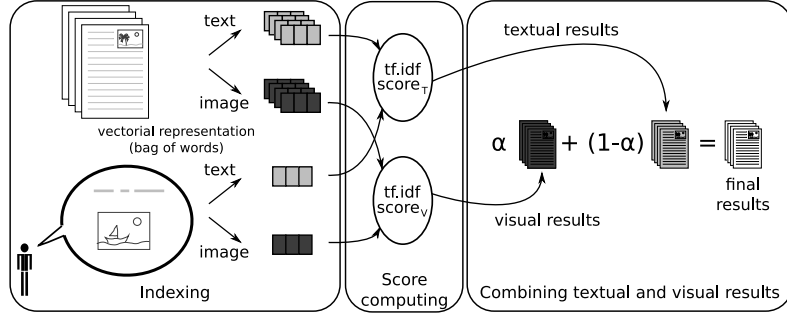 text
image
vectorial representation
(bag of words)
text
image
Indexing
tf.idf
score_T
tf.idf
score_V
Score
computing
textual results
α + (1-α) =
final
results
visual results
Combining textual and visual results